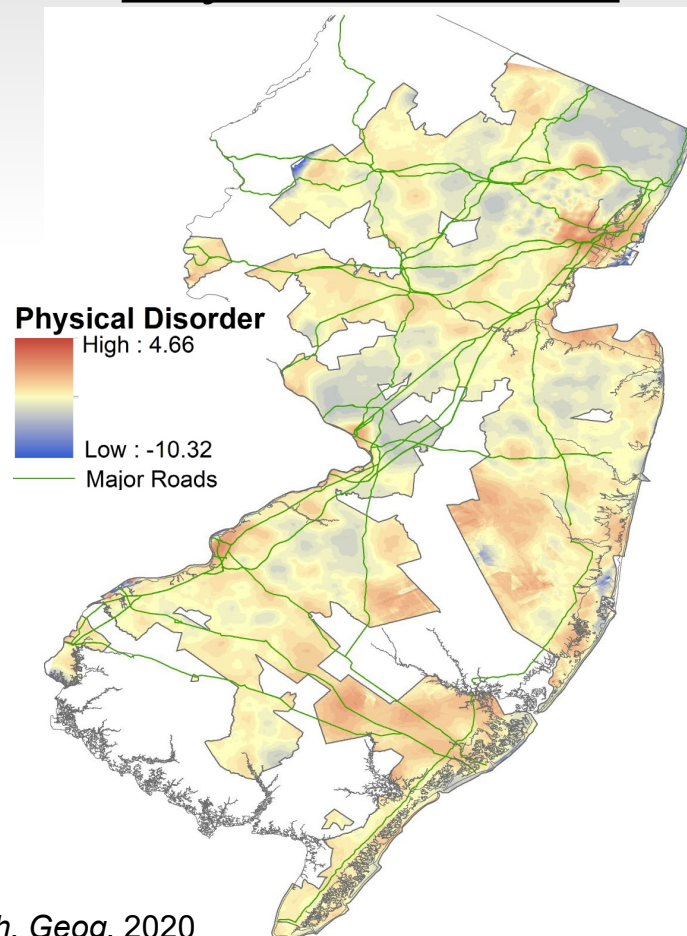 Physical Disorder
High : 4.66
Low : -10.32
Major Roads
Geog, 2020